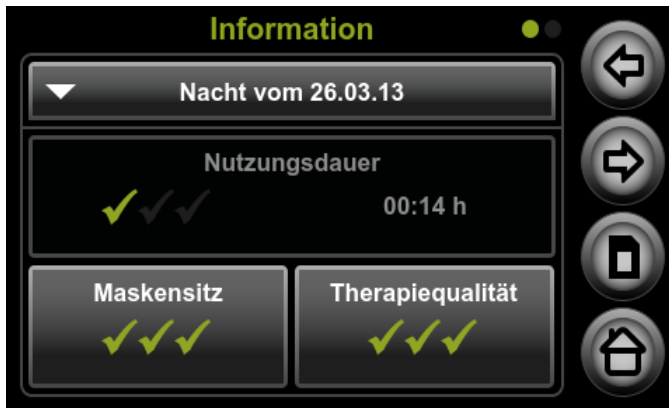 Information
Nacht vom 26.03.13
Nutzungsdauer
00:14 h
Maskensitz
Therapiequalität